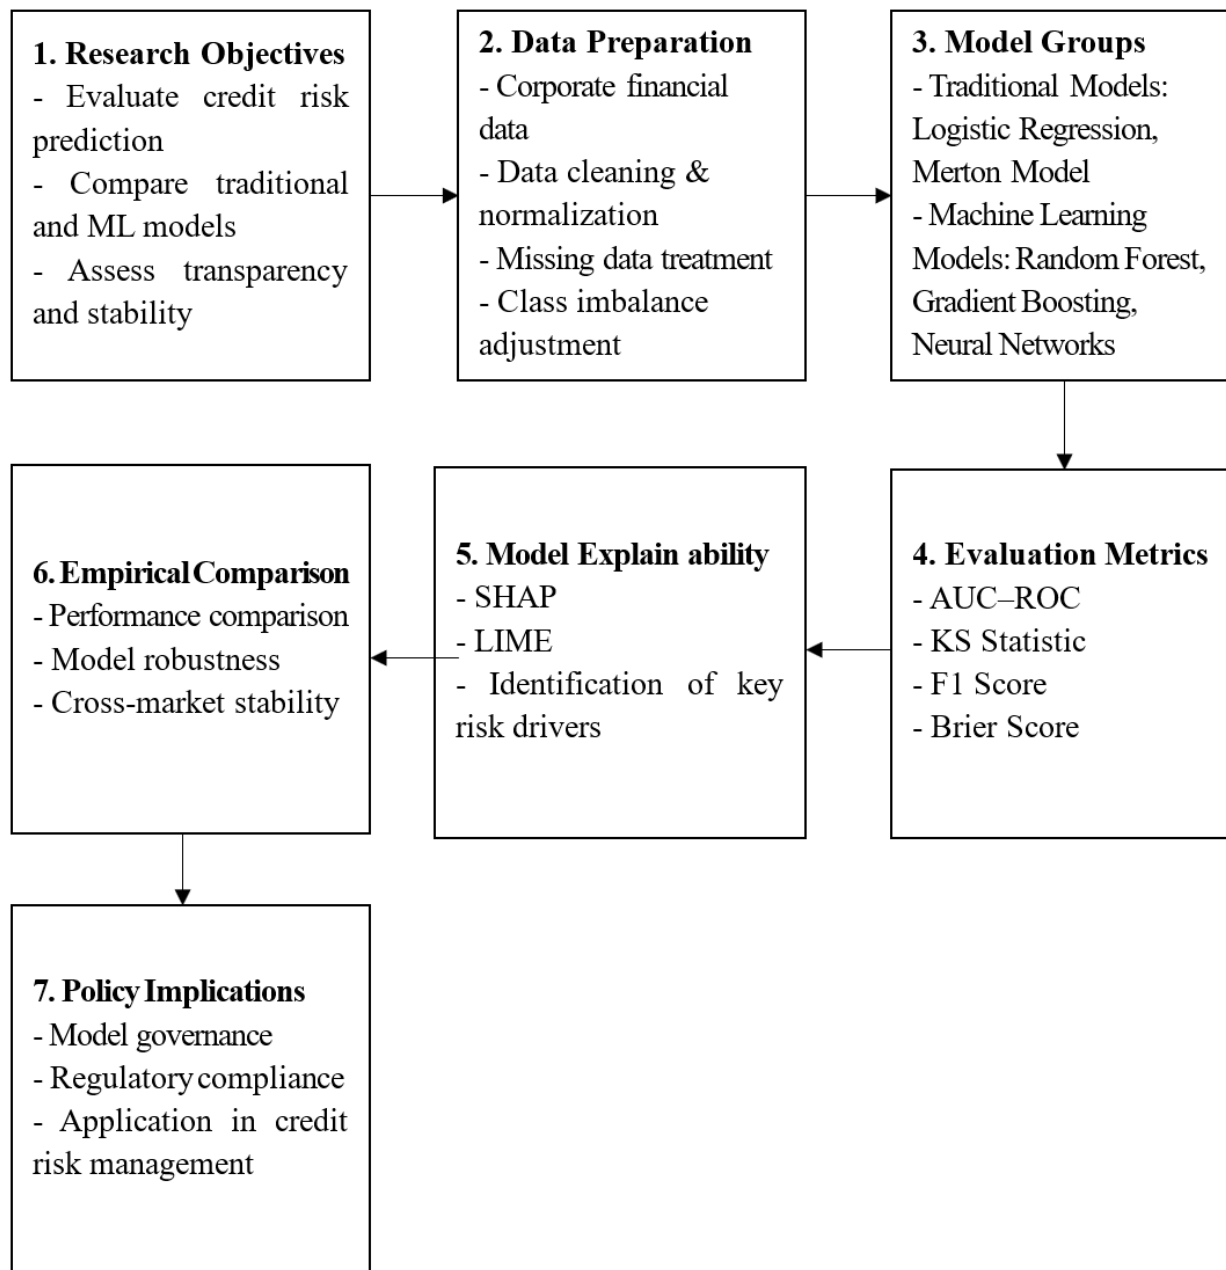 1. Research Objectives
- Evaluate credit risk
prediction
- Compare traditional
and ML models
- Assess transparency
and stability
2. Data Preparation
- Corporate financial
data
- Data cleaning &
normalization
- Missing data treatment
- Class imbalance
adjustment
3. Model Groups
- Traditional Models:
Logistic Regression,
Merton Model
- Machine Learning
Models: Random Forest,
Gradient Boosting,
Neural Networks
4. Evaluation Metrics
- AUC–ROC
- KS Statistic
- F1 Score
- Brier Score
5. Model Explain ability
- SHAP
- LIME
- Identification of key
risk drivers
6. Empirical Comparison
- Performance comparison
- Model robustness
- Cross-market stability
7. Policy Implications
- Model governance
- Regulatory compliance
- Application in credit
risk management